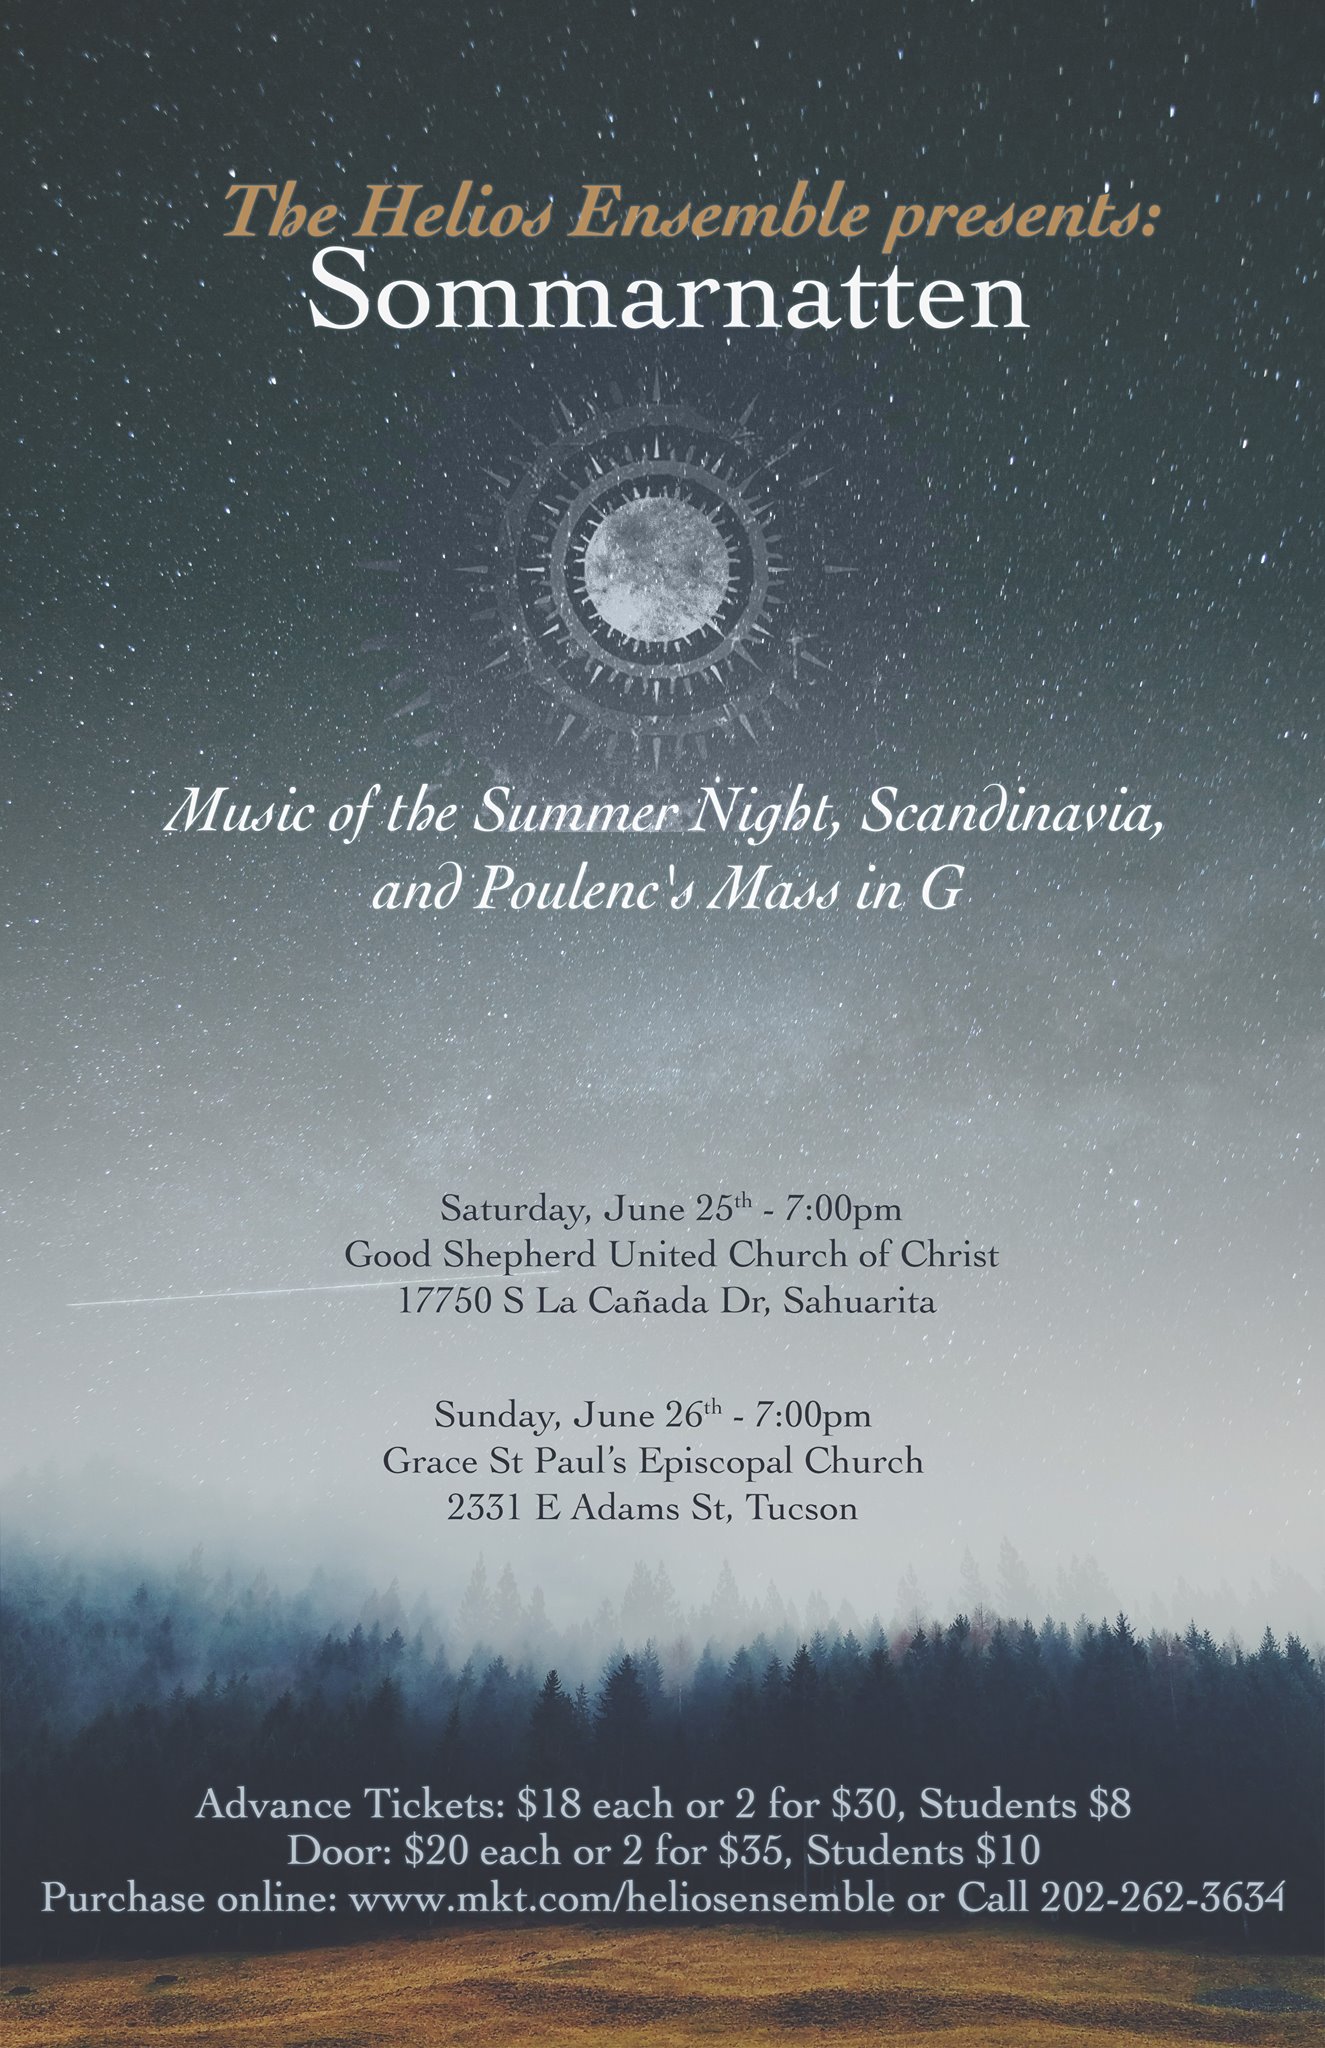 The Helios Ensemble presents:
Sommarnatten
Music of the Summer Night, Scandinavia,
and Poulenc's Mass in G
Saturday, June 25th - 7:00pm
Good Shepherd United Church of Christ
17750 S La Cañada Dr, Sahuarita
Sunday, June 26th - 7:00pm
Grace St Paul’s Episcopal Church
2331 E Adams St, Tucson
Advance Tickets: $18 each or 2 for $30, Students $8
Door: $20 each or 2 for $35, Students $10
Purchase online: www.mkt.com/heliosensemble or Call 202-262-3634